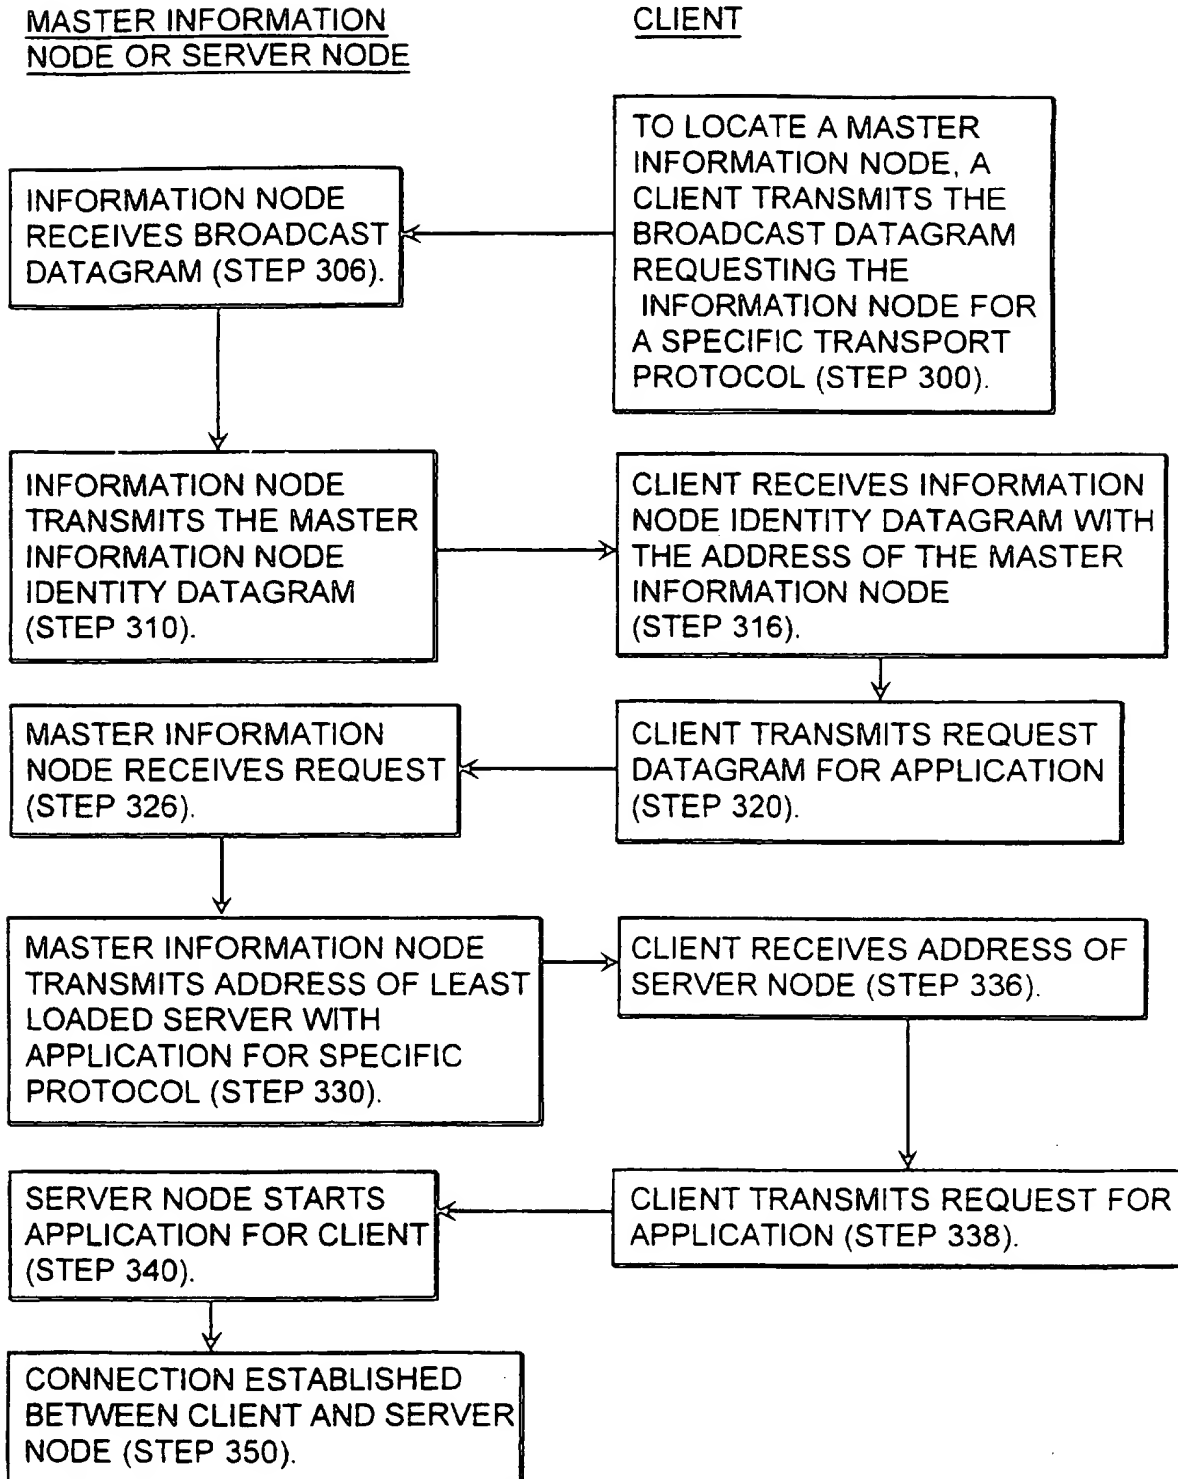 MASTER INFORMATION
NODE OR SERVER NODE
CLIENT
TO LOCATE A MASTER
INFORMATION NODE, A
CLIENT TRANSMITS THE
BROADCAST DATAGRAM
REQUESTING THE
INFORMATION NODE FOR
A SPECIFIC TRANSPORT
PROTOCOL (STEP 300).
INFORMATION NODE
RECEIVES BROADCAST
DATAGRAM (STEP 306).
INFORMATION NODE
TRANSMITS THE MASTER
INFORMATION NODE
IDENTITY DATAGRAM
(STEP 310).
CLIENT RECEIVES INFORMATION
NODE IDENTITY DATAGRAM WITH
THE ADDRESS OF THE MASTER
INFORMATION NODE
(STEP 316).
CLIENT TRANSMITS REQUEST
DATAGRAM FOR APPLICATION
(STEP 320).
MASTER INFORMATION
NODE RECEIVES REQUEST
(STEP 326).
MASTER INFORMATION NODE
TRANSMITS ADDRESS OF LEAST
LOADED SERVER WITH
APPLICATION FOR SPECIFIC
PROTOCOL (STEP 330).
CLIENT RECEIVES ADDRESS OF
SERVER NODE (STEP 336).
CLIENT TRANSMITS REQUEST FOR
APPLICATION (STEP 338).
SERVER NODE STARTS
APPLICATION FOR CLIENT
(STEP 340).
CONNECTION ESTABLISHED
BETWEEN CLIENT AND SERVER
NODE (STEP 350).